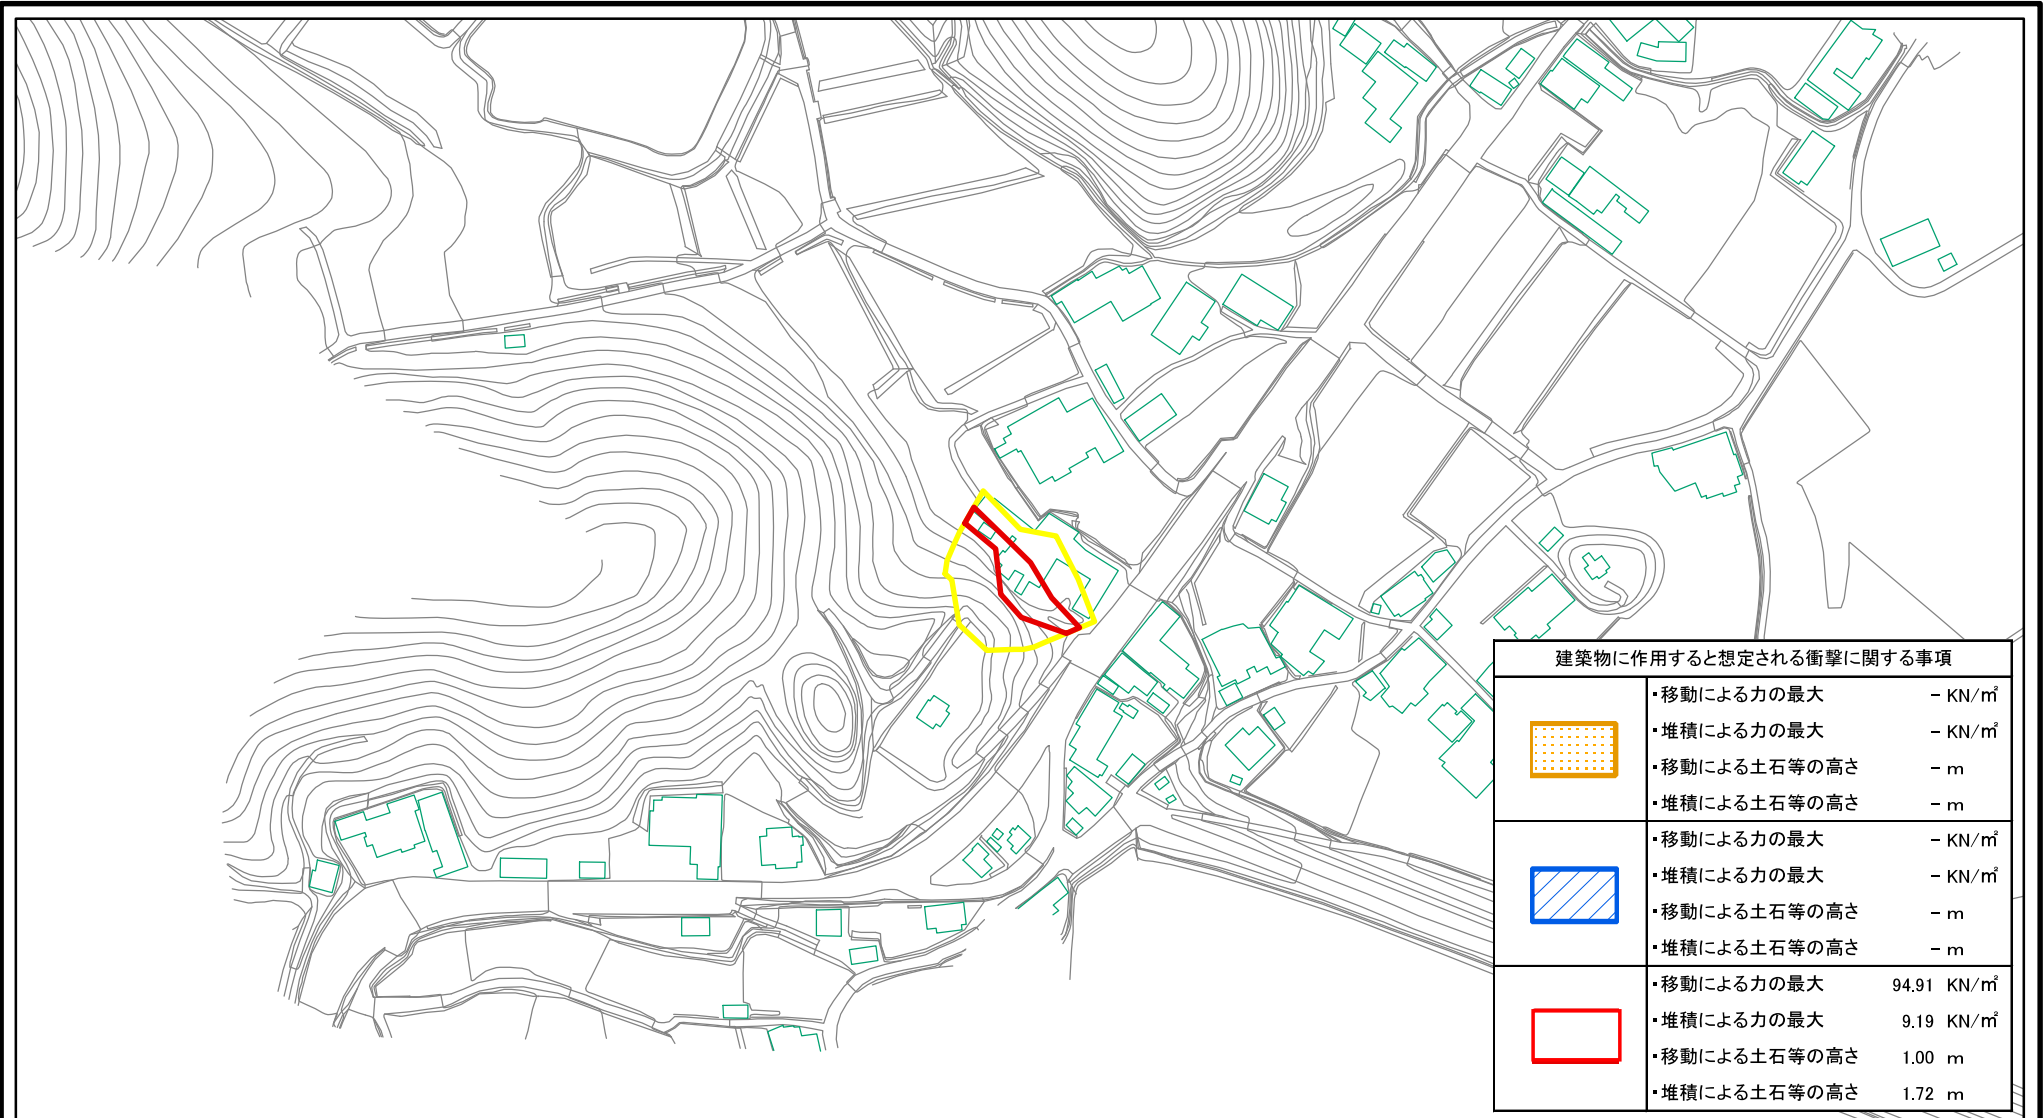 建築物に作用すると想定される衝撃に関する事項
・移動による力の最大 － KN/㎡
・堆積による力の最大 － KN/㎡
・移動による土石等の高さ － m
・堆積による土石等の高さ － m
・移動による力の最大 － KN/㎡
・堆積による力の最大 － KN/㎡
・移動による土石等の高さ － m
・堆積による土石等の高さ － m
・移動による力の最大 94.91 KN/㎡
・堆積による力の最大 9.19 KN/㎡
・移動による土石等の高さ 1.00 m
・堆積による土石等の高さ 1.72 m